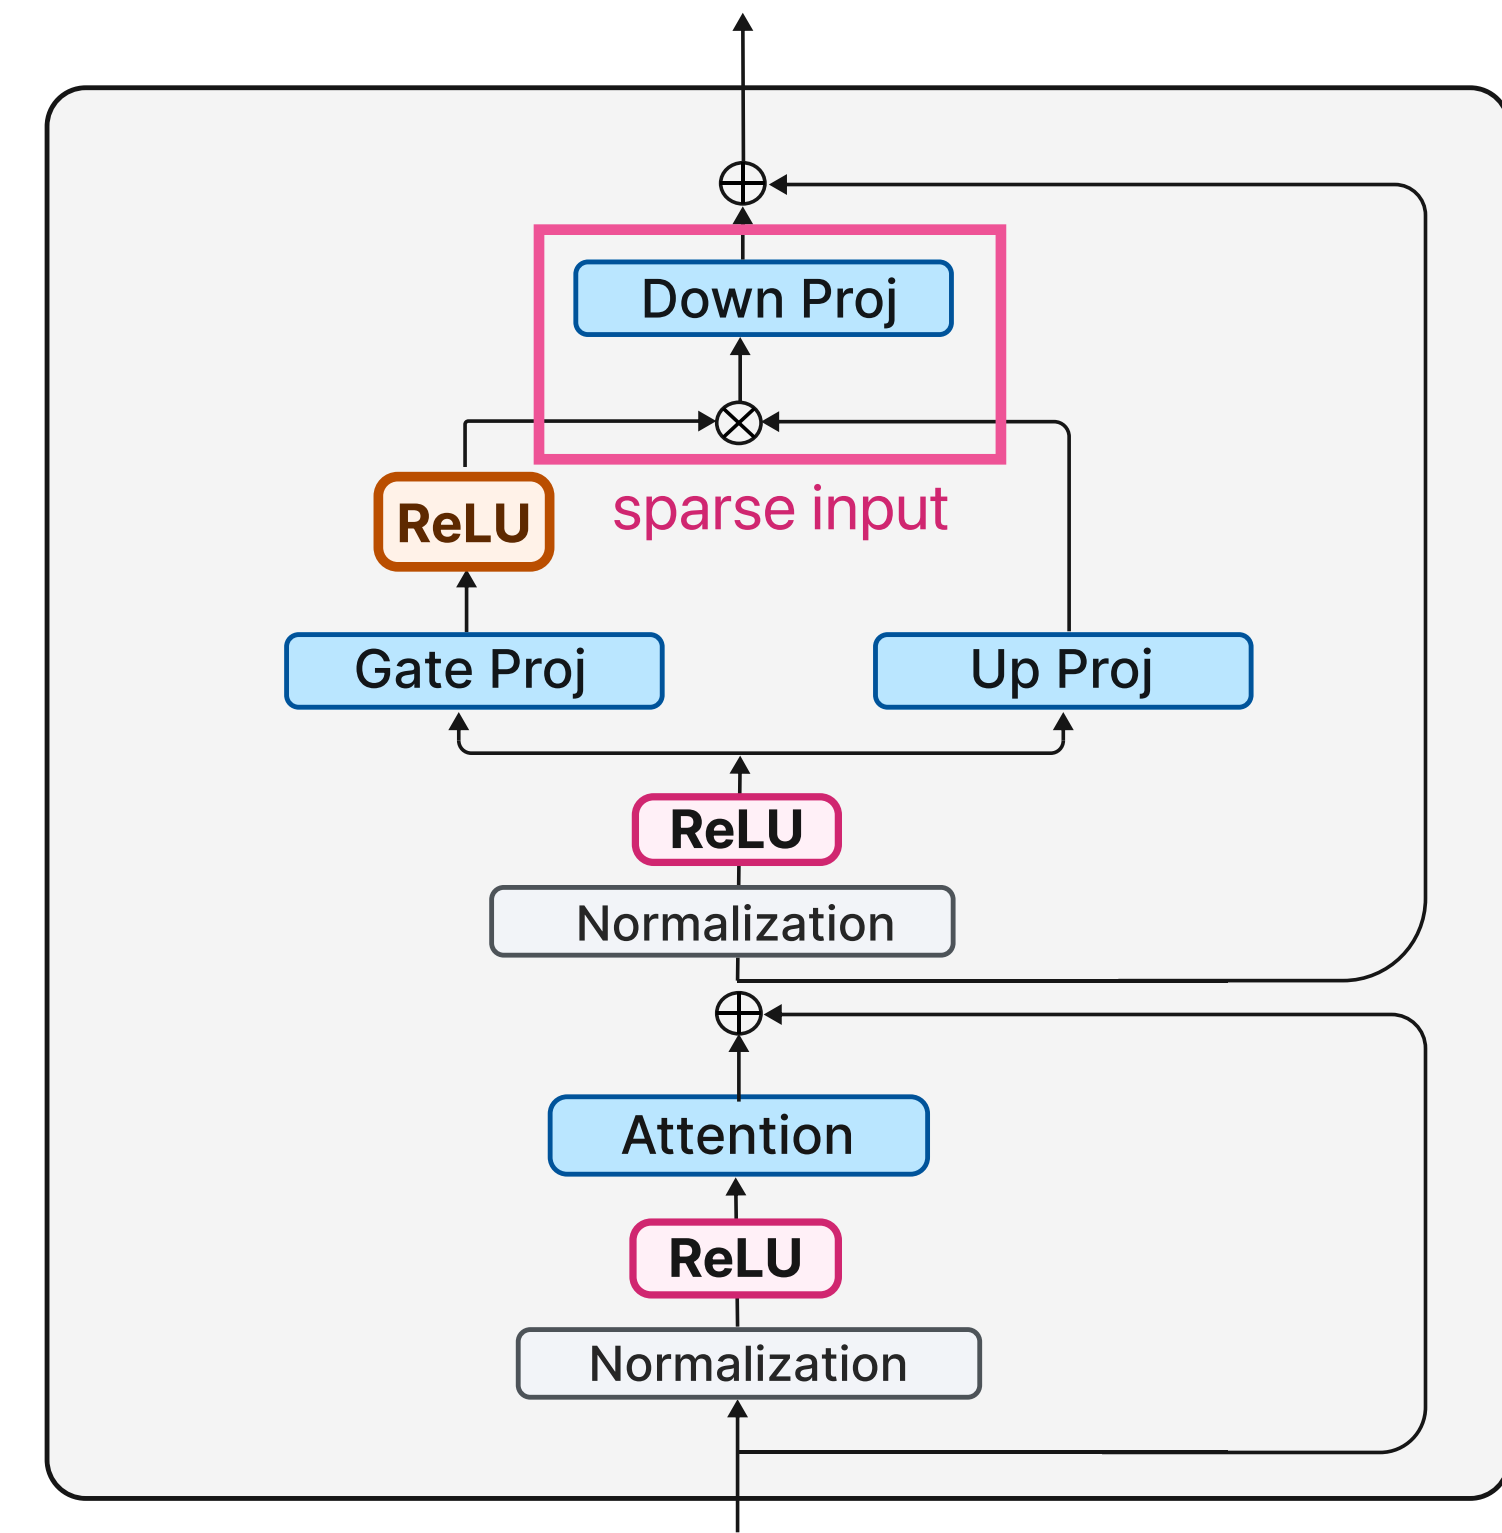 Down Proj
ReLU
sparse input
Gate Proj
Up Proj
ReLU
Normalization
Attention
ReLU
Normalization